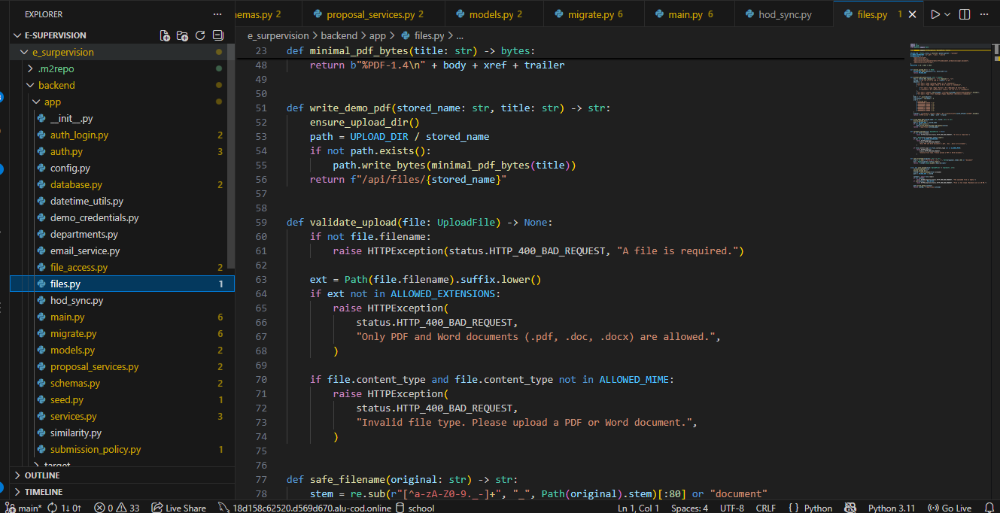 EXPLORER ...
E-SUPERVISION
e_surpervision
.m2repo
backend
app
__init__.py
auth_login.py 2
auth.py 3
config.py
database.py 2
datetime_utils.py
demo_credentials.py
departments.py
email_service.py
file_access.py 2
files.py 1
hod_sync.py
main.py 6
migrate.py 6
models.py 2
proposal_services.py 2
schemas.py 2
seed.py 1
services.py 3
similarity.py
submission_policy.py 1
target
OUTLINE
TIMELINE
emas.py 2 proposal_services.py 2 models.py 2 migrate.py 6 main.py 6 hod_sync.py files.py 1
e_surpervision > backend > app > files.py > ...
23 def minimal_pdf_bytes(title: str) -> bytes:
48     return b"%PDF-1.4\n" + body + xref + trailer
49
50
51 def write_demo_pdf(stored_name: str, title: str) -> str:
52     ensure_upload_dir()
53     path = UPLOAD_DIR / stored_name
54     if not path.exists():
55         path.write_bytes(minimal_pdf_bytes(title))
56     return f"/api/files/{stored_name}"
57
58
59 def validate_upload(file: UploadFile) -> None:
60     if not file.filename:
61         raise HTTPException(status.HTTP_400_BAD_REQUEST, "A file is required.")
62
63     ext = Path(file.filename).suffix.lower()
64     if ext not in ALLOWED_EXTENSIONS:
65         raise HTTPException(
66             status.HTTP_400_BAD_REQUEST,
67             "Only PDF and Word documents (.pdf, .doc, .docx) are allowed.",
68         )
69
70     if file.content_type and file.content_type not in ALLOWED_MIME:
71         raise HTTPException(
72             status.HTTP_400_BAD_REQUEST,
73             "Invalid file type. Please upload a PDF or Word document.",
74         )
75
76
77 def safe_filename(original: str) -> str:
78     stem = re.sub(r"[^a-zA-Z0-9._-]+", "_", Path(original).stem)[:80] or "document"
main* 1↓ 0↑ 0 33 Live Share 18d158c62520.d569d670.alu-cod.online school Ln 1, Col 1 Spaces: 4 UTF-8 CRLF {} Python Python 3.11 Go Live